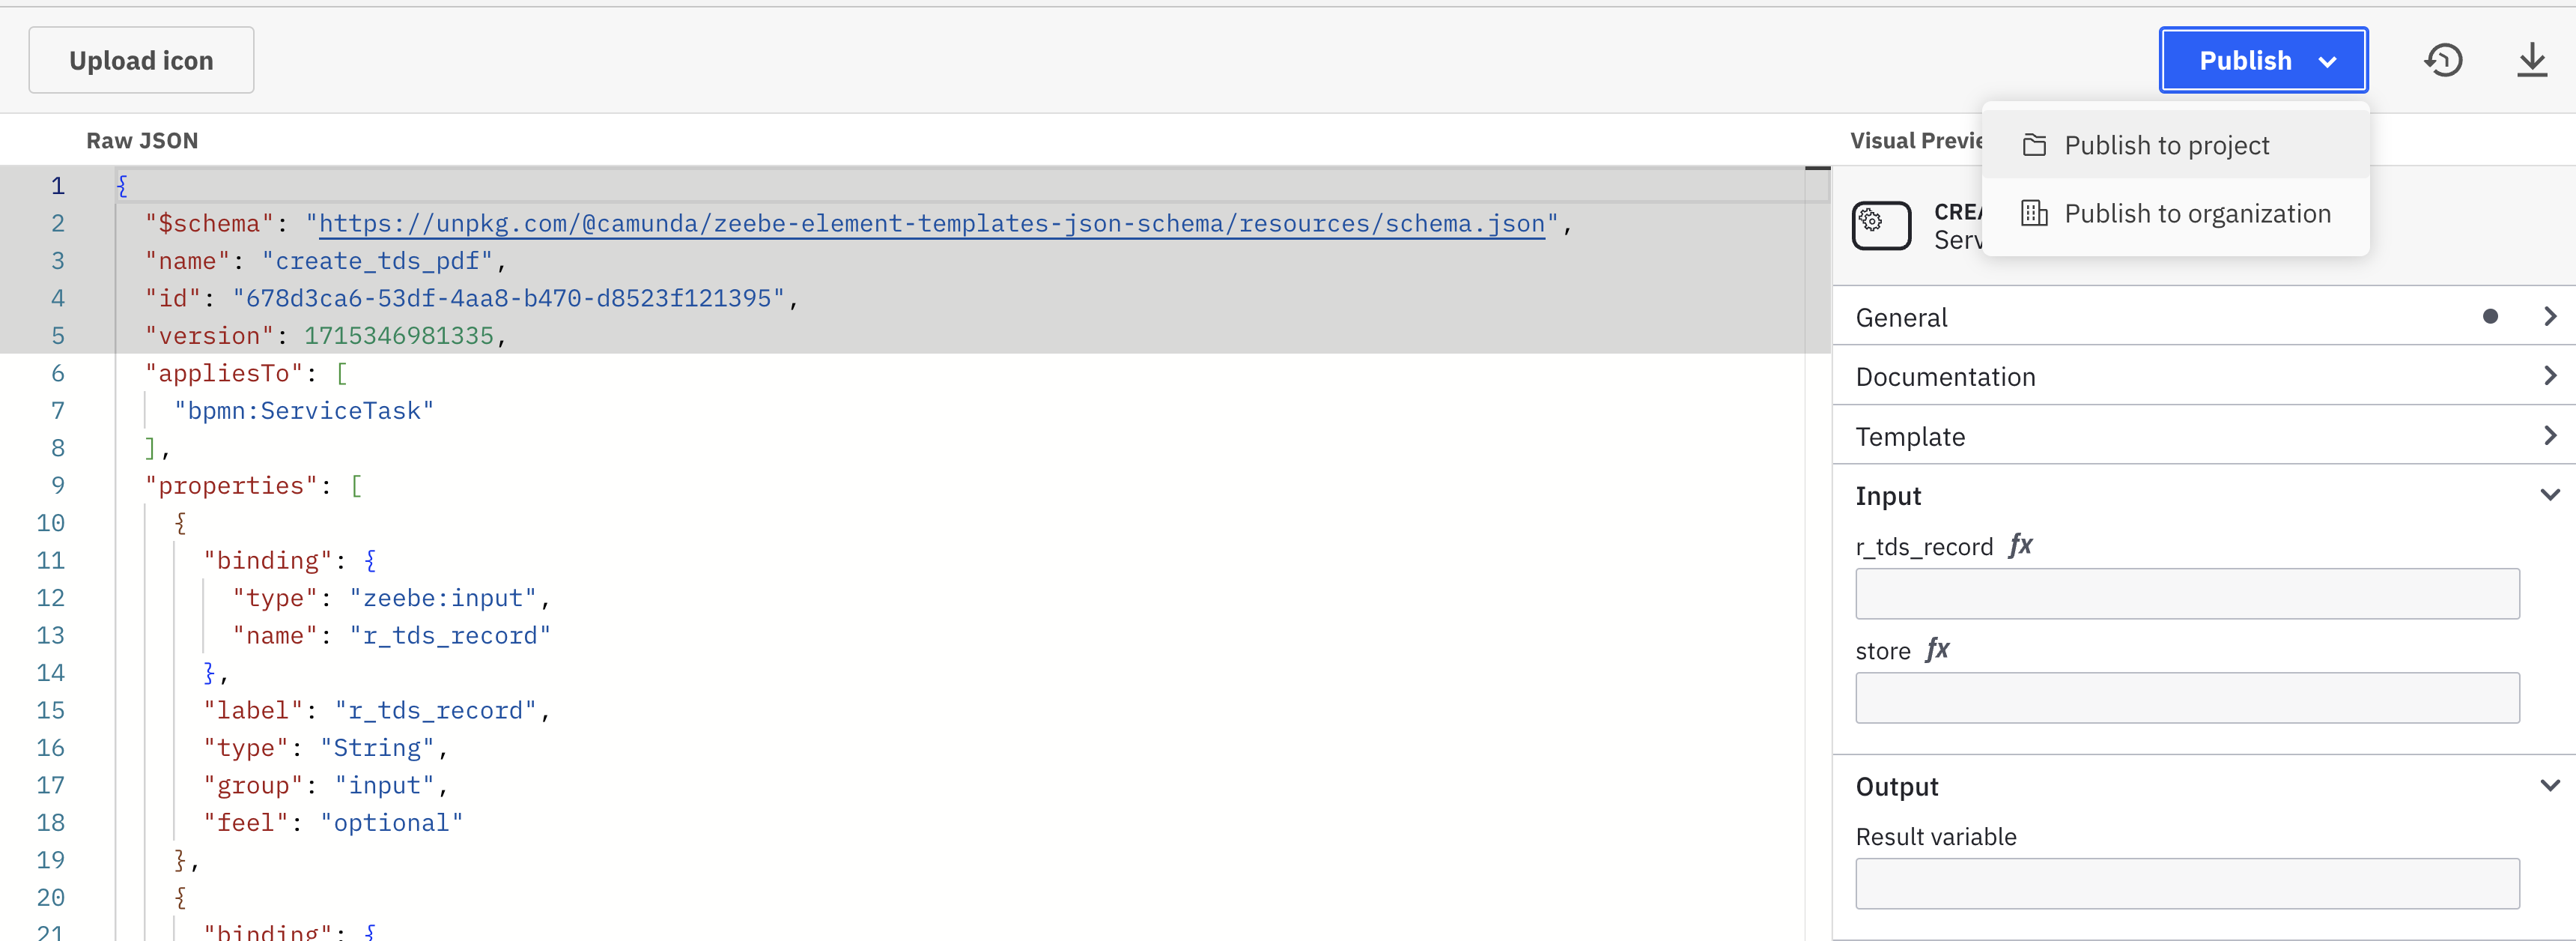 Upload icon
Publish
Publish to project
Publish to organization
Raw JSON
1 {
2 "$schema": "https://unpkg.com/@camunda/zeebe-element-templates-json-schema/resources/schema.json",
3 "name": "create_tds_pdf",
4 "id": "678d3ca6-53df-4aa8-b470-d8523f121395",
5 "version": 1715346981335,
6 "appliesTo": [
7 "bpmn:ServiceTask"
8 ],
9 "properties": [
10 {
11 "binding": {
12 "type": "zeebe:input",
13 "name": "r_tds_record"
14 },
15 "label": "r_tds_record",
16 "type": "String",
17 "group": "input",
18 "feel": "optional"
19 },
20 {
21 "binding": {
Visual Previe
CREA
Serv
General
Documentation
Template
Input
r_tds_record fx
store fx
Output
Result variable